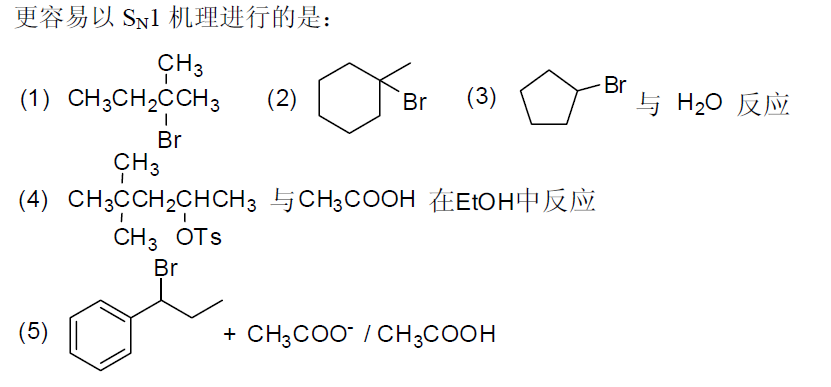 更容易以 SN1 机理进行的是：
CH3
(1) CH3CH2CCH3 (2) Br (3) Br 与 H2O 反应
Br
CH3
(4) CH3CCH2CHCH3 与CH3COOH 在EtOH中反应
CH3 OTs
Br
(5) + CH3COO- / CH3COOH